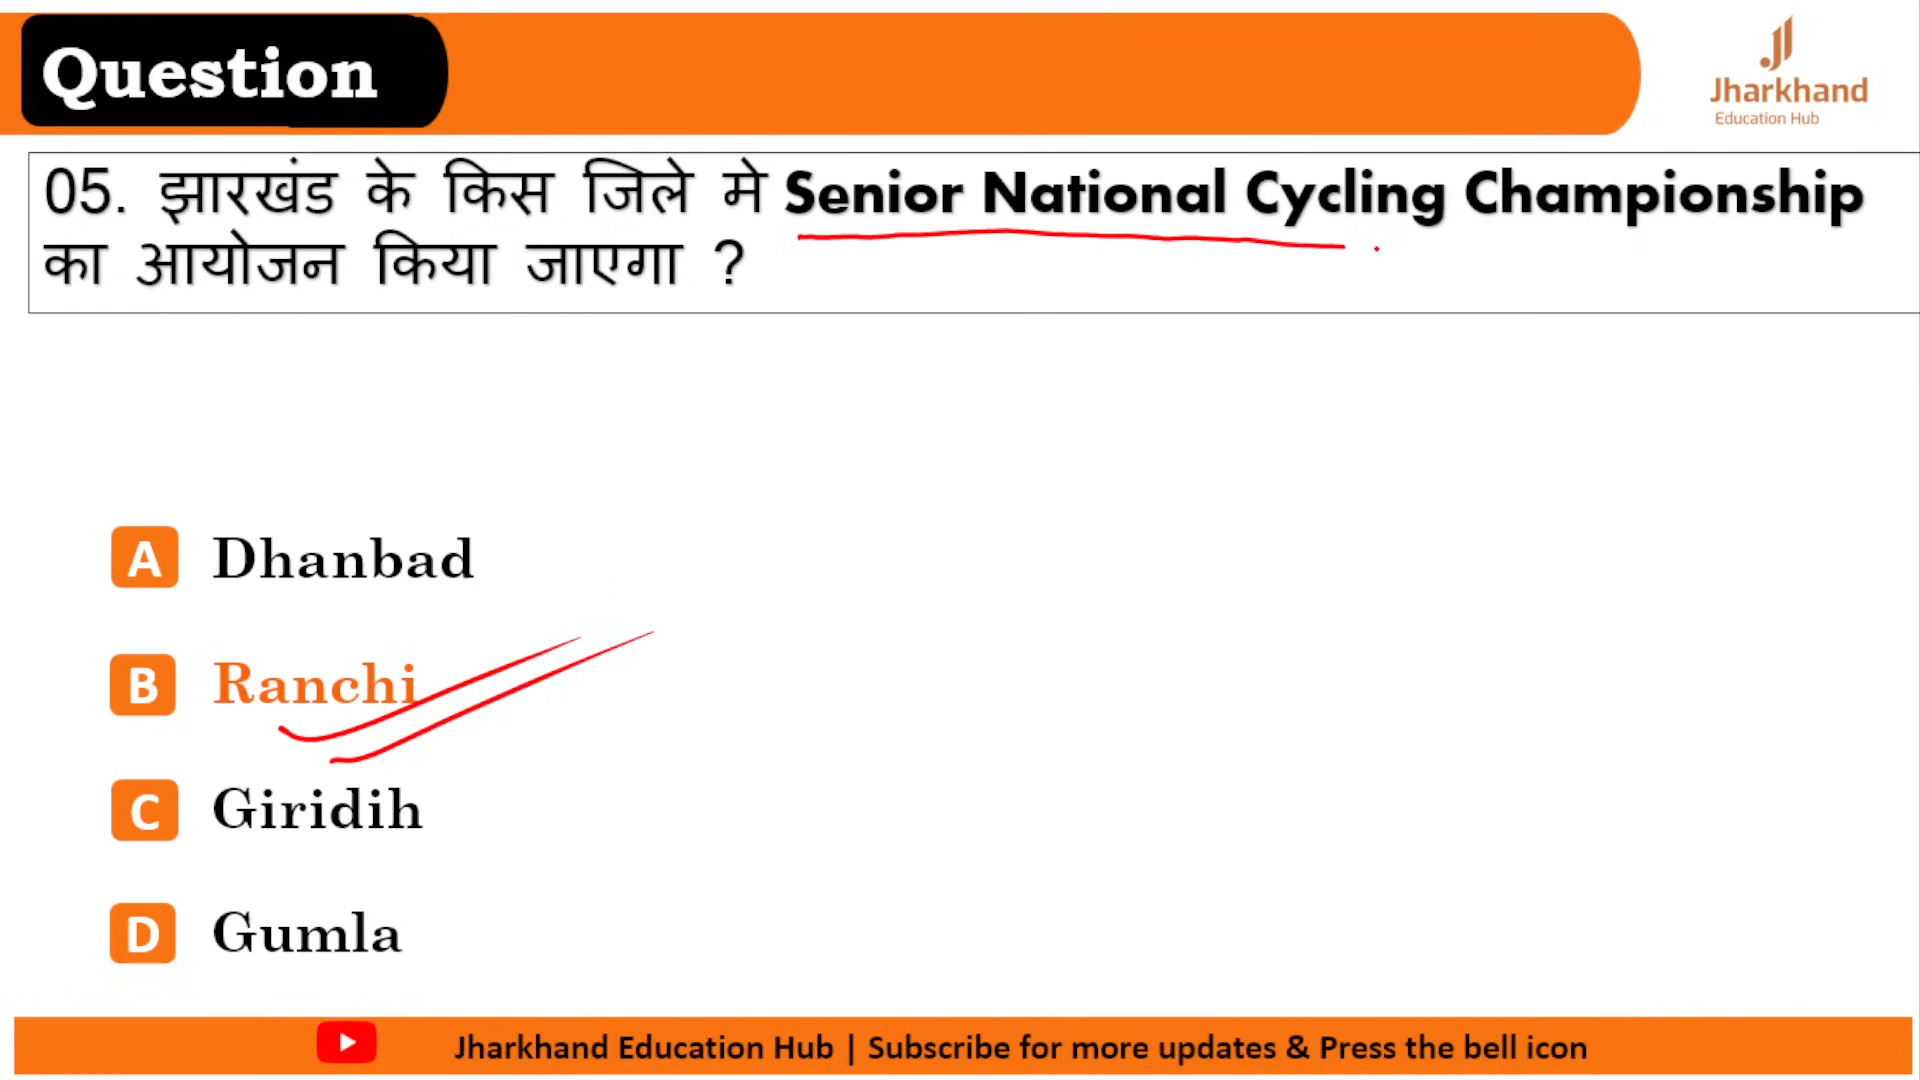 Question
Jharkhand
Education Hub
05. झारखंड के किस जिले मे Senior National Cycling Championship
का आयोजन किया जाएगा ?
A Dhanbad
B Ranchi
C Giridih
D Gumla
Jharkhand Education Hub | Subscribe for more updates & Press the bell icon